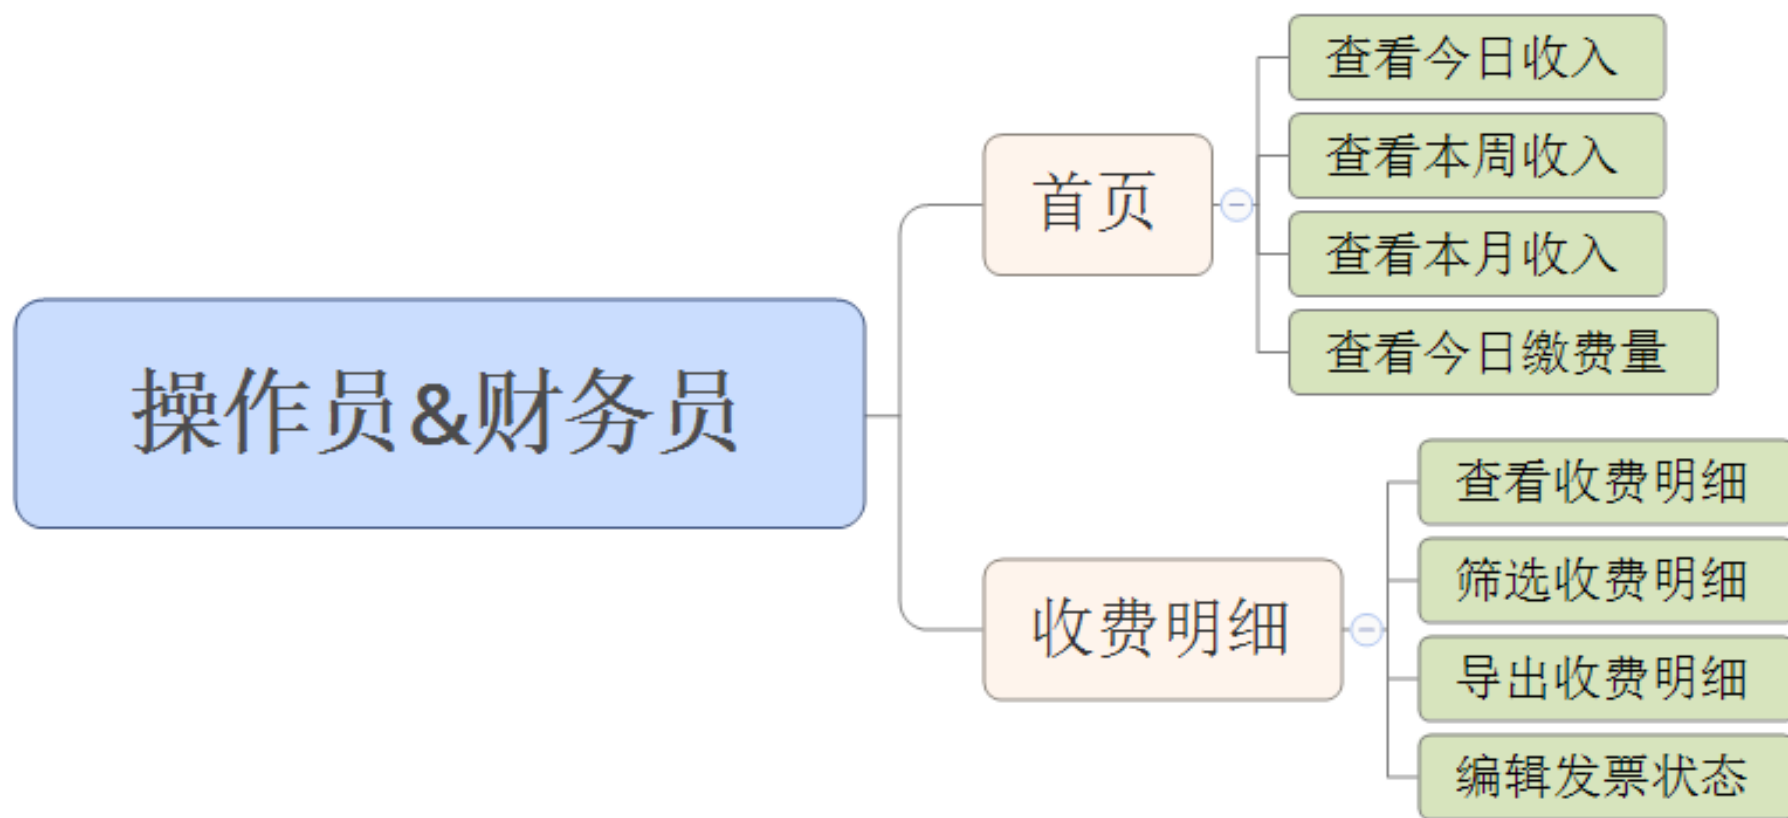 操作员&财务员
首页
查看今日收入
查看本周收入
查看本月收入
查看今日缴费量
收费明细
查看收费明细
筛选收费明细
导出收费明细
编辑发票状态